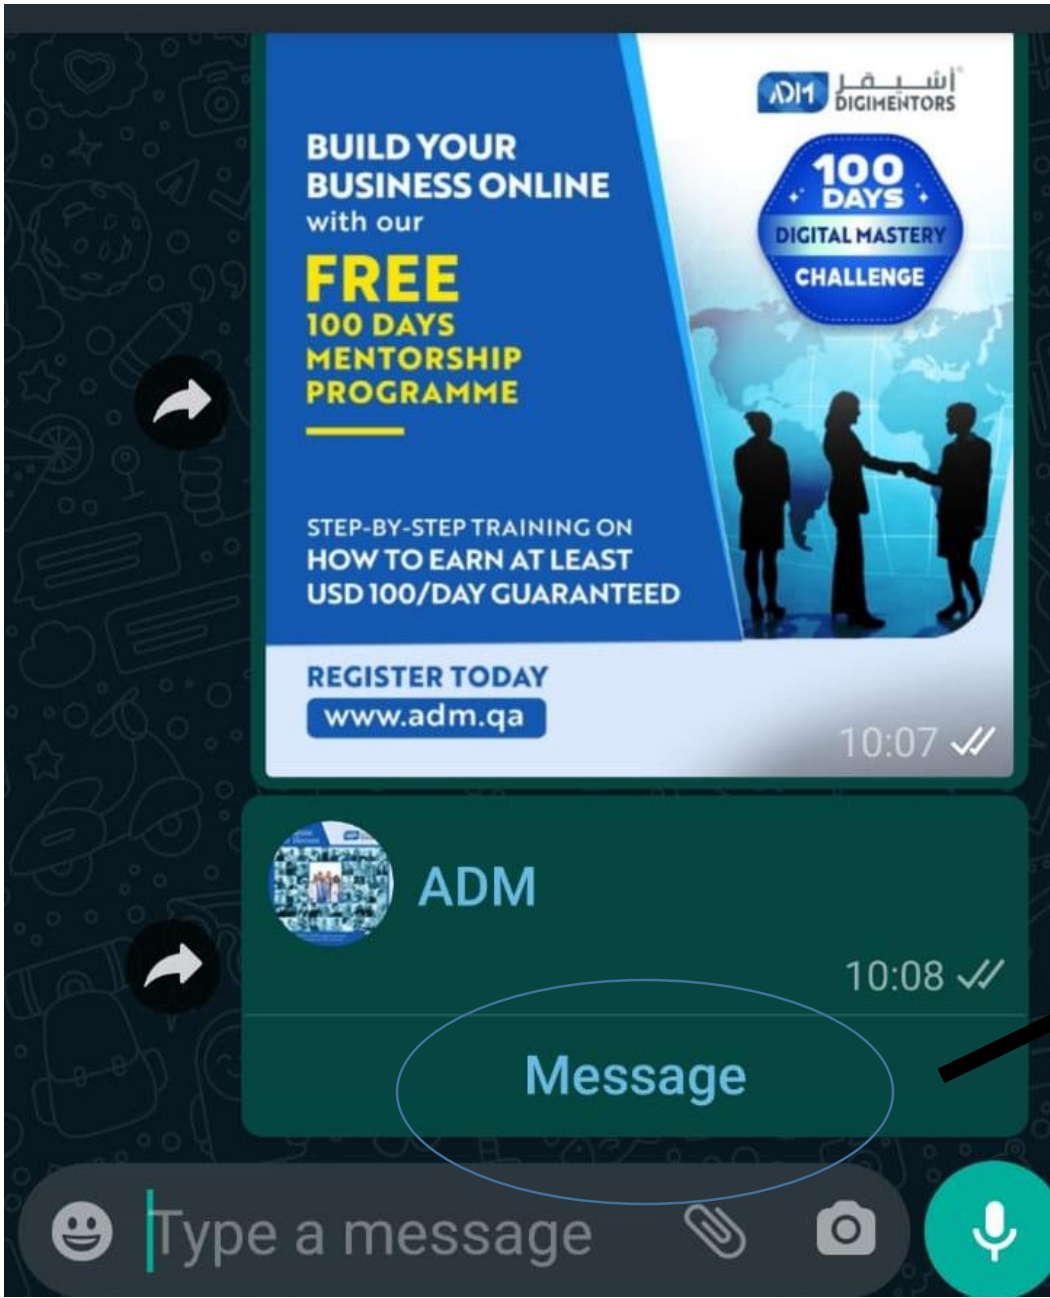 ADM أشيقر
DIGIMENTORS
BUILD YOUR
BUSINESS ONLINE
with our
FREE
100 DAYS
MENTORSHIP
PROGRAMME
100
DAYS
DIGITAL MASTERY
CHALLENGE
STEP-BY-STEP TRAINING ON
HOW TO EARN AT LEAST
USD 100/DAY GUARANTEED
REGISTER TODAY
www.adm.qa
10:07
ADM
10:08
Message
Type a message